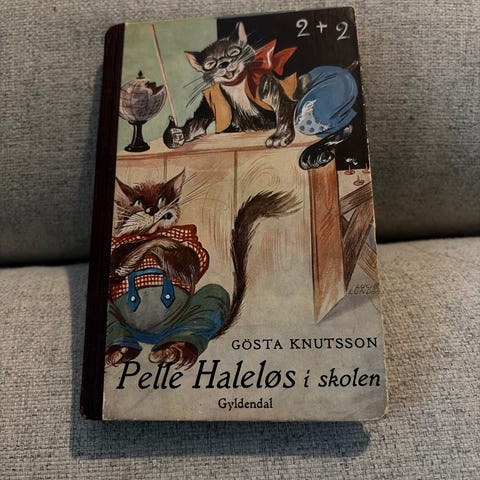 2+2
GÖSTA KNUTSSON
Pelle Haleløs i skolen
Gyldendal